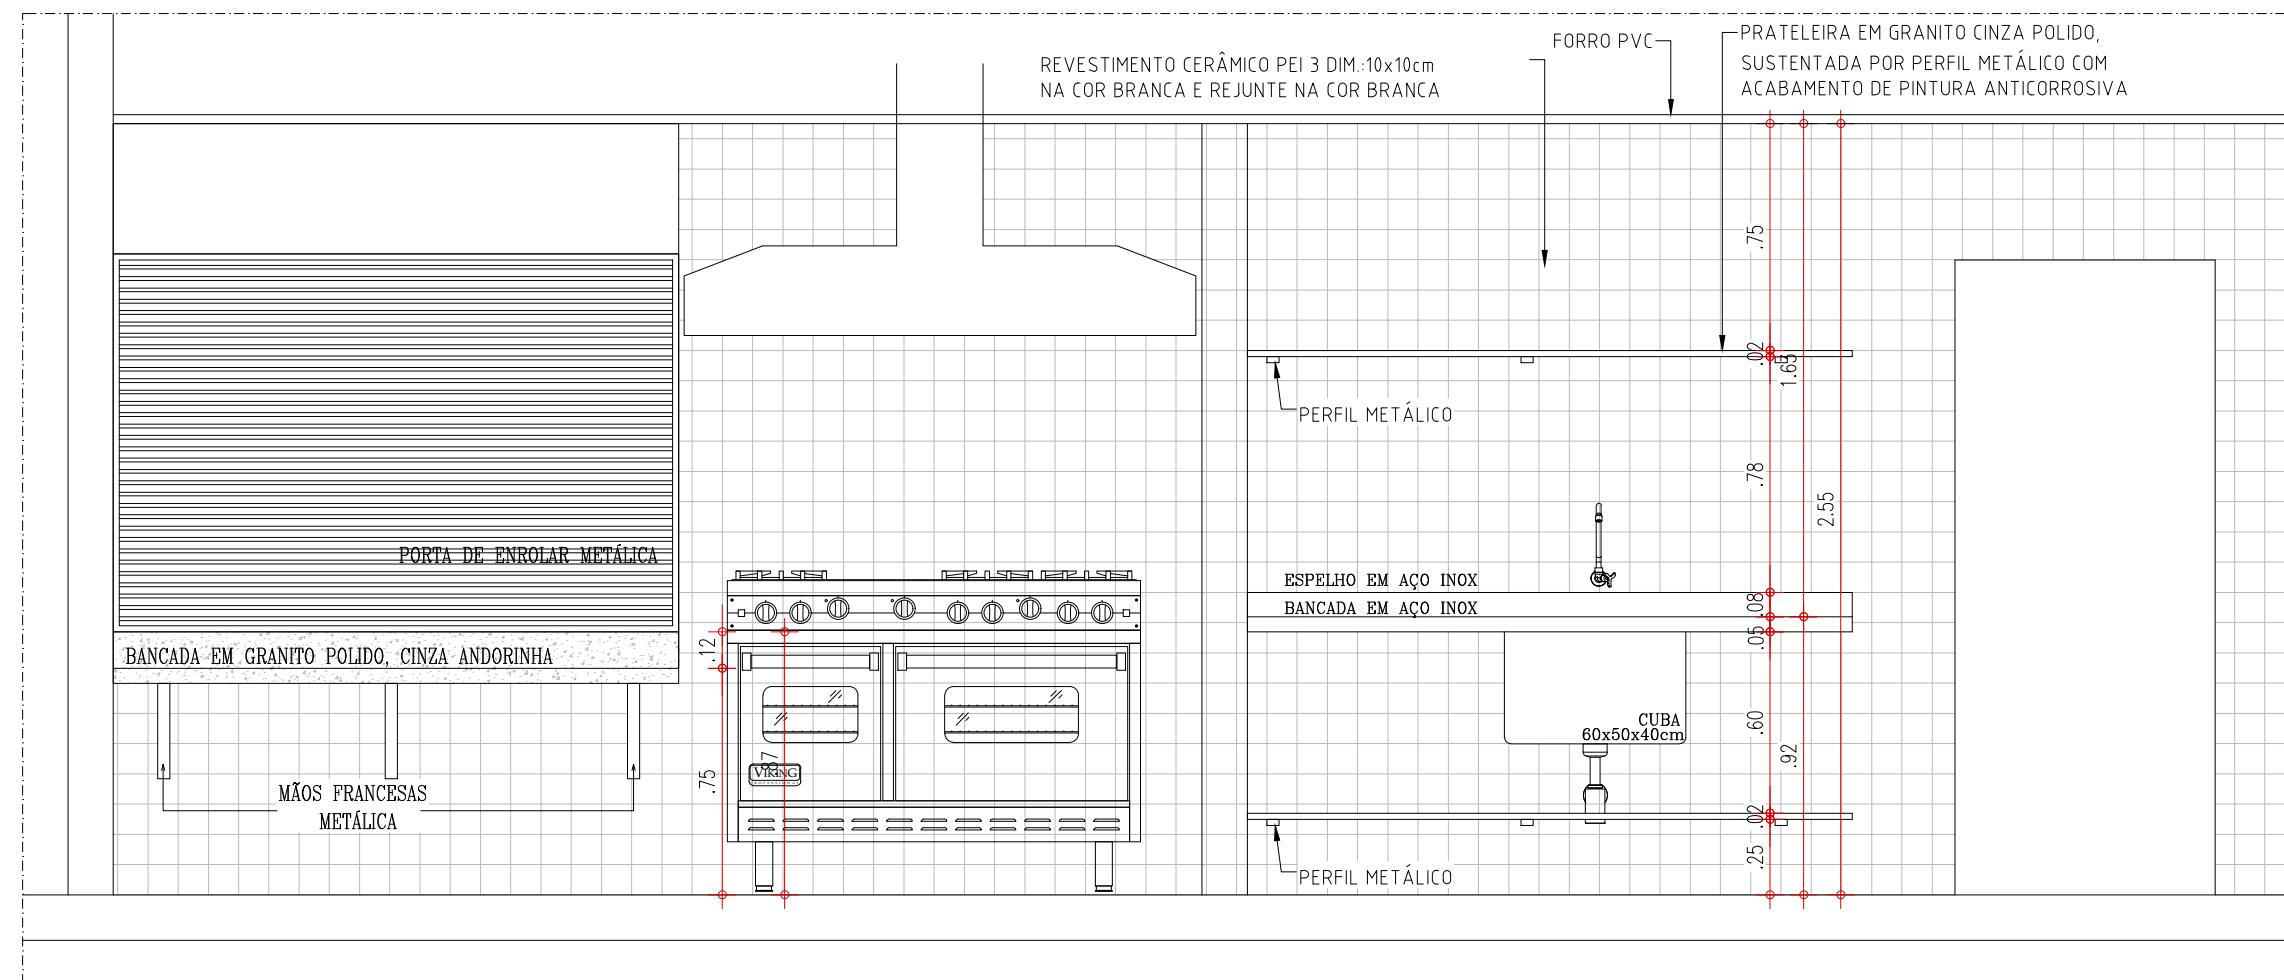 FORRO PVC
PRATELEIRA EM GRANITO CINZA POLIDO,
SUSTENTADA POR PERFIL METÁLICO COM
ACABAMENTO DE PINTURA ANTICORROSIVA
REVESTIMENTO CERÂMICO PEI 3 DIM.:10x10cm
NA COR BRANCA E REJUNTE NA COR BRANCA
.75
.02
1.63
PERFIL METÁLICO
.78
2.55
PORTA DE ENROLAR METÁLICA
ESPELHO EM AÇO INOX
BANCADA EM AÇO INOX
.08
.05
BANCADA EM GRANITO POLIDO, CINZA ANDORINHA
.12
CUBA
60x50x40cm
.60
.92
.87
VIKING
.75
MÃOS FRANCESAS
METÁLICA
.02
.25
PERFIL METÁLICO